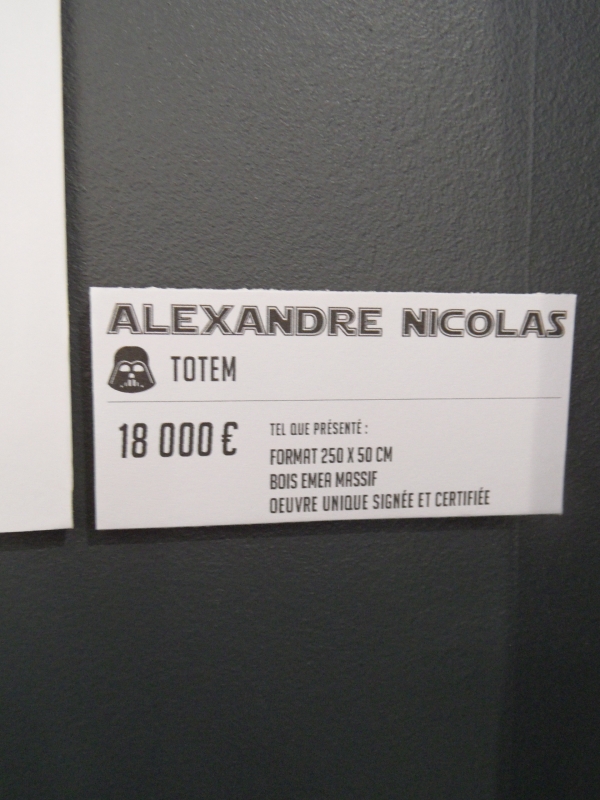 ALEXANDRE NICOLAS
TOTEM
18 000 €
TEL QUE PRÉSENTÉ :
FORMAT 250 X 50 CM
BOIS EMEA MASSIF
OEUVRE UNIQUE SIGNÉE ET CERTIFIÉE